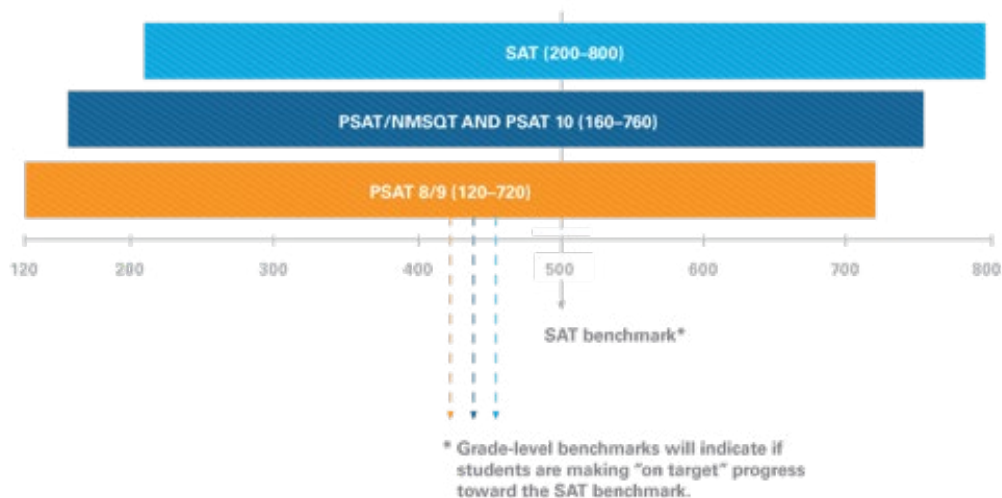 SAT (200–800)
PSAT/NMSQT AND PSAT 10 (160–760)
PSAT 8/9 (120–720)
120 200 300 400 500 600 700 800
SAT benchmark*
* Grade-level benchmarks will indicate if
students are making "on target" progress
toward the SAT benchmark.